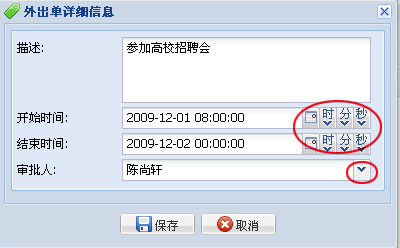 外出单详细信息
描述: 参加高校招聘会
开始时间: 2009-12-01 08:00:00 时 分 秒
结束时间: 2009-12-02 00:00:00 时 分 秒
审批人: 陈尚轩
保存 取消